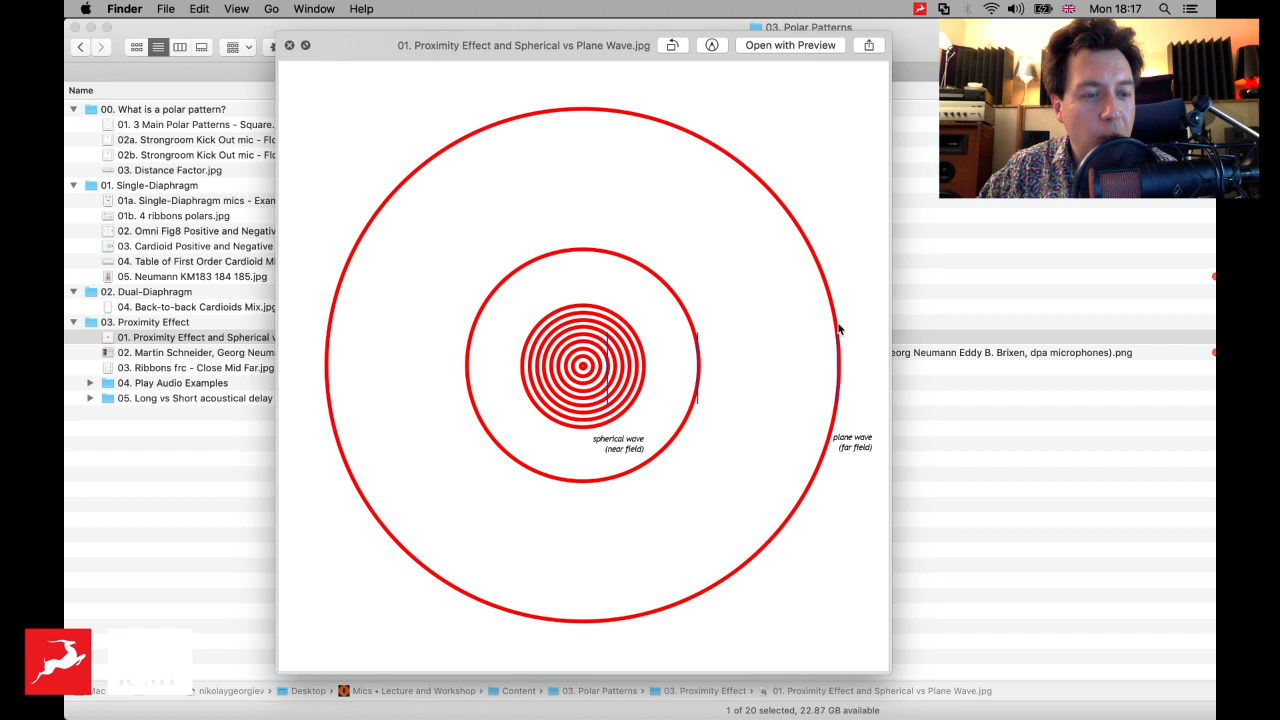 Finder File Edit View Go Window Help Mon 18:17
03. Polar Patterns
01. Proximity Effect and Spherical vs Plane Wave.jpg Open with Preview
Name
00. What is a polar pattern?
01. 3 Main Polar Patterns - Square.
02a. Strongroom Kick Out mic - Flo
02b. Strongroom Kick Out mic - Flo
03. Distance Factor.jpg
01. Single-Diaphragm
01a. Single-Diaphragm mics - Exam
01b. 4 ribbons polars.jpg
02. Omni Fig8 Positive and Negativ
03. Cardioid Positive and Negative
04. Table of First Order Cardioid Mi
05. Neumann KM183 184 185.jpg
02. Dual-Diaphragm
04. Back-to-back Cardioids Mix.jpg
03. Proximity Effect
01. Proximity Effect and Spherical v
02. Martin Schneider, Georg Neum eorg Neumann Eddy B. Brixen, dpa microphones).png
03. Ribbons frc - Close Mid Far.jpg
04. Play Audio Examples
05. Long vs Short acoustical delay
spherical wave
(near field)
plane wave
(far field)
Mac nikolaygeorgiev Desktop Mics • Lecture and Workshop Content 03. Polar Patterns 03. Proximity Effect 01. Proximity Effect and Spherical vs Plane Wave.jpg
1 of 20 selected, 22.87 GB available